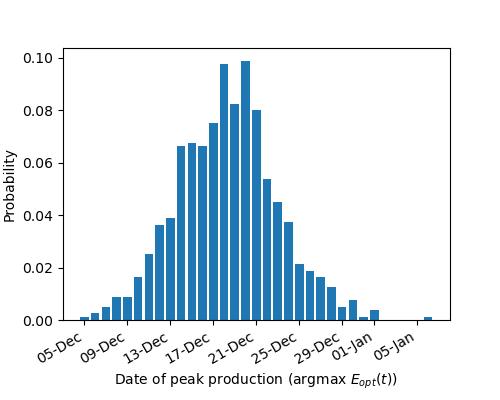 0.10
0.08
0.06
0.04
0.02
0.00
Probability
05-Dec 09-Dec 13-Dec 17-Dec 21-Dec 25-Dec 29-Dec 01-Jan 05-Jan
Date of peak production (argmax E_opt(t))